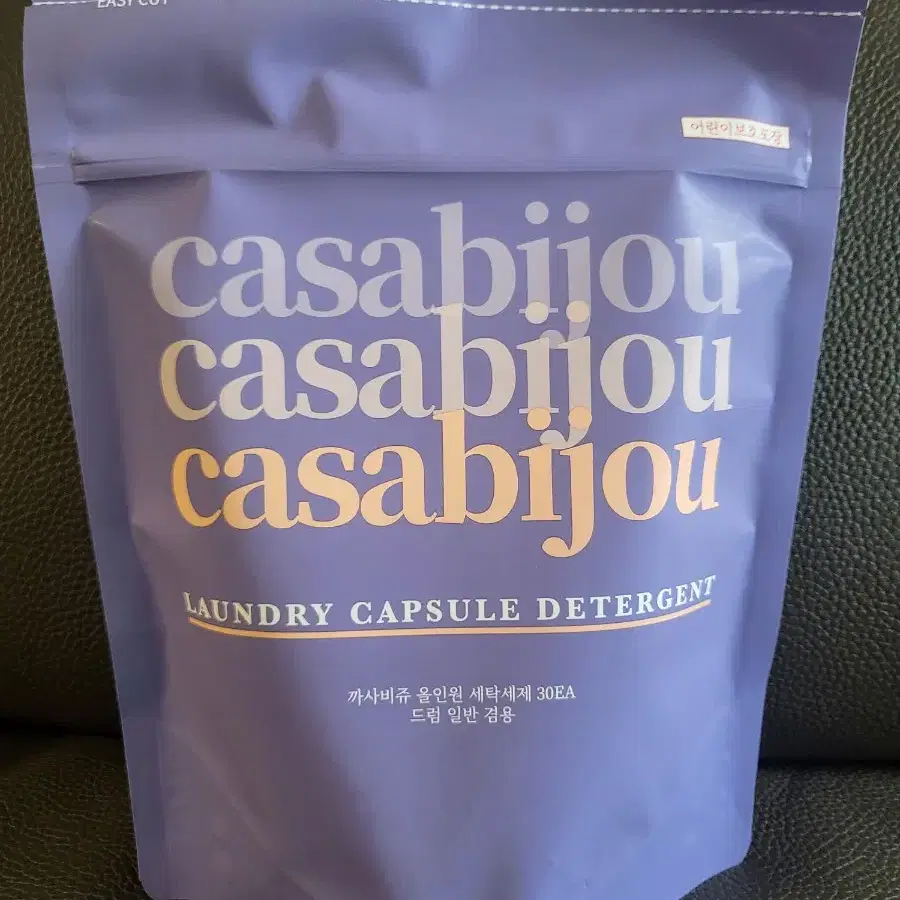 EASY CUT
어린이보호포장
casabijou
casabijou
casabijou
LAUNDRY CAPSULE DETERGENT
까사비쥬 올인원 세탁세제 30EA
드럼 일반 겸용